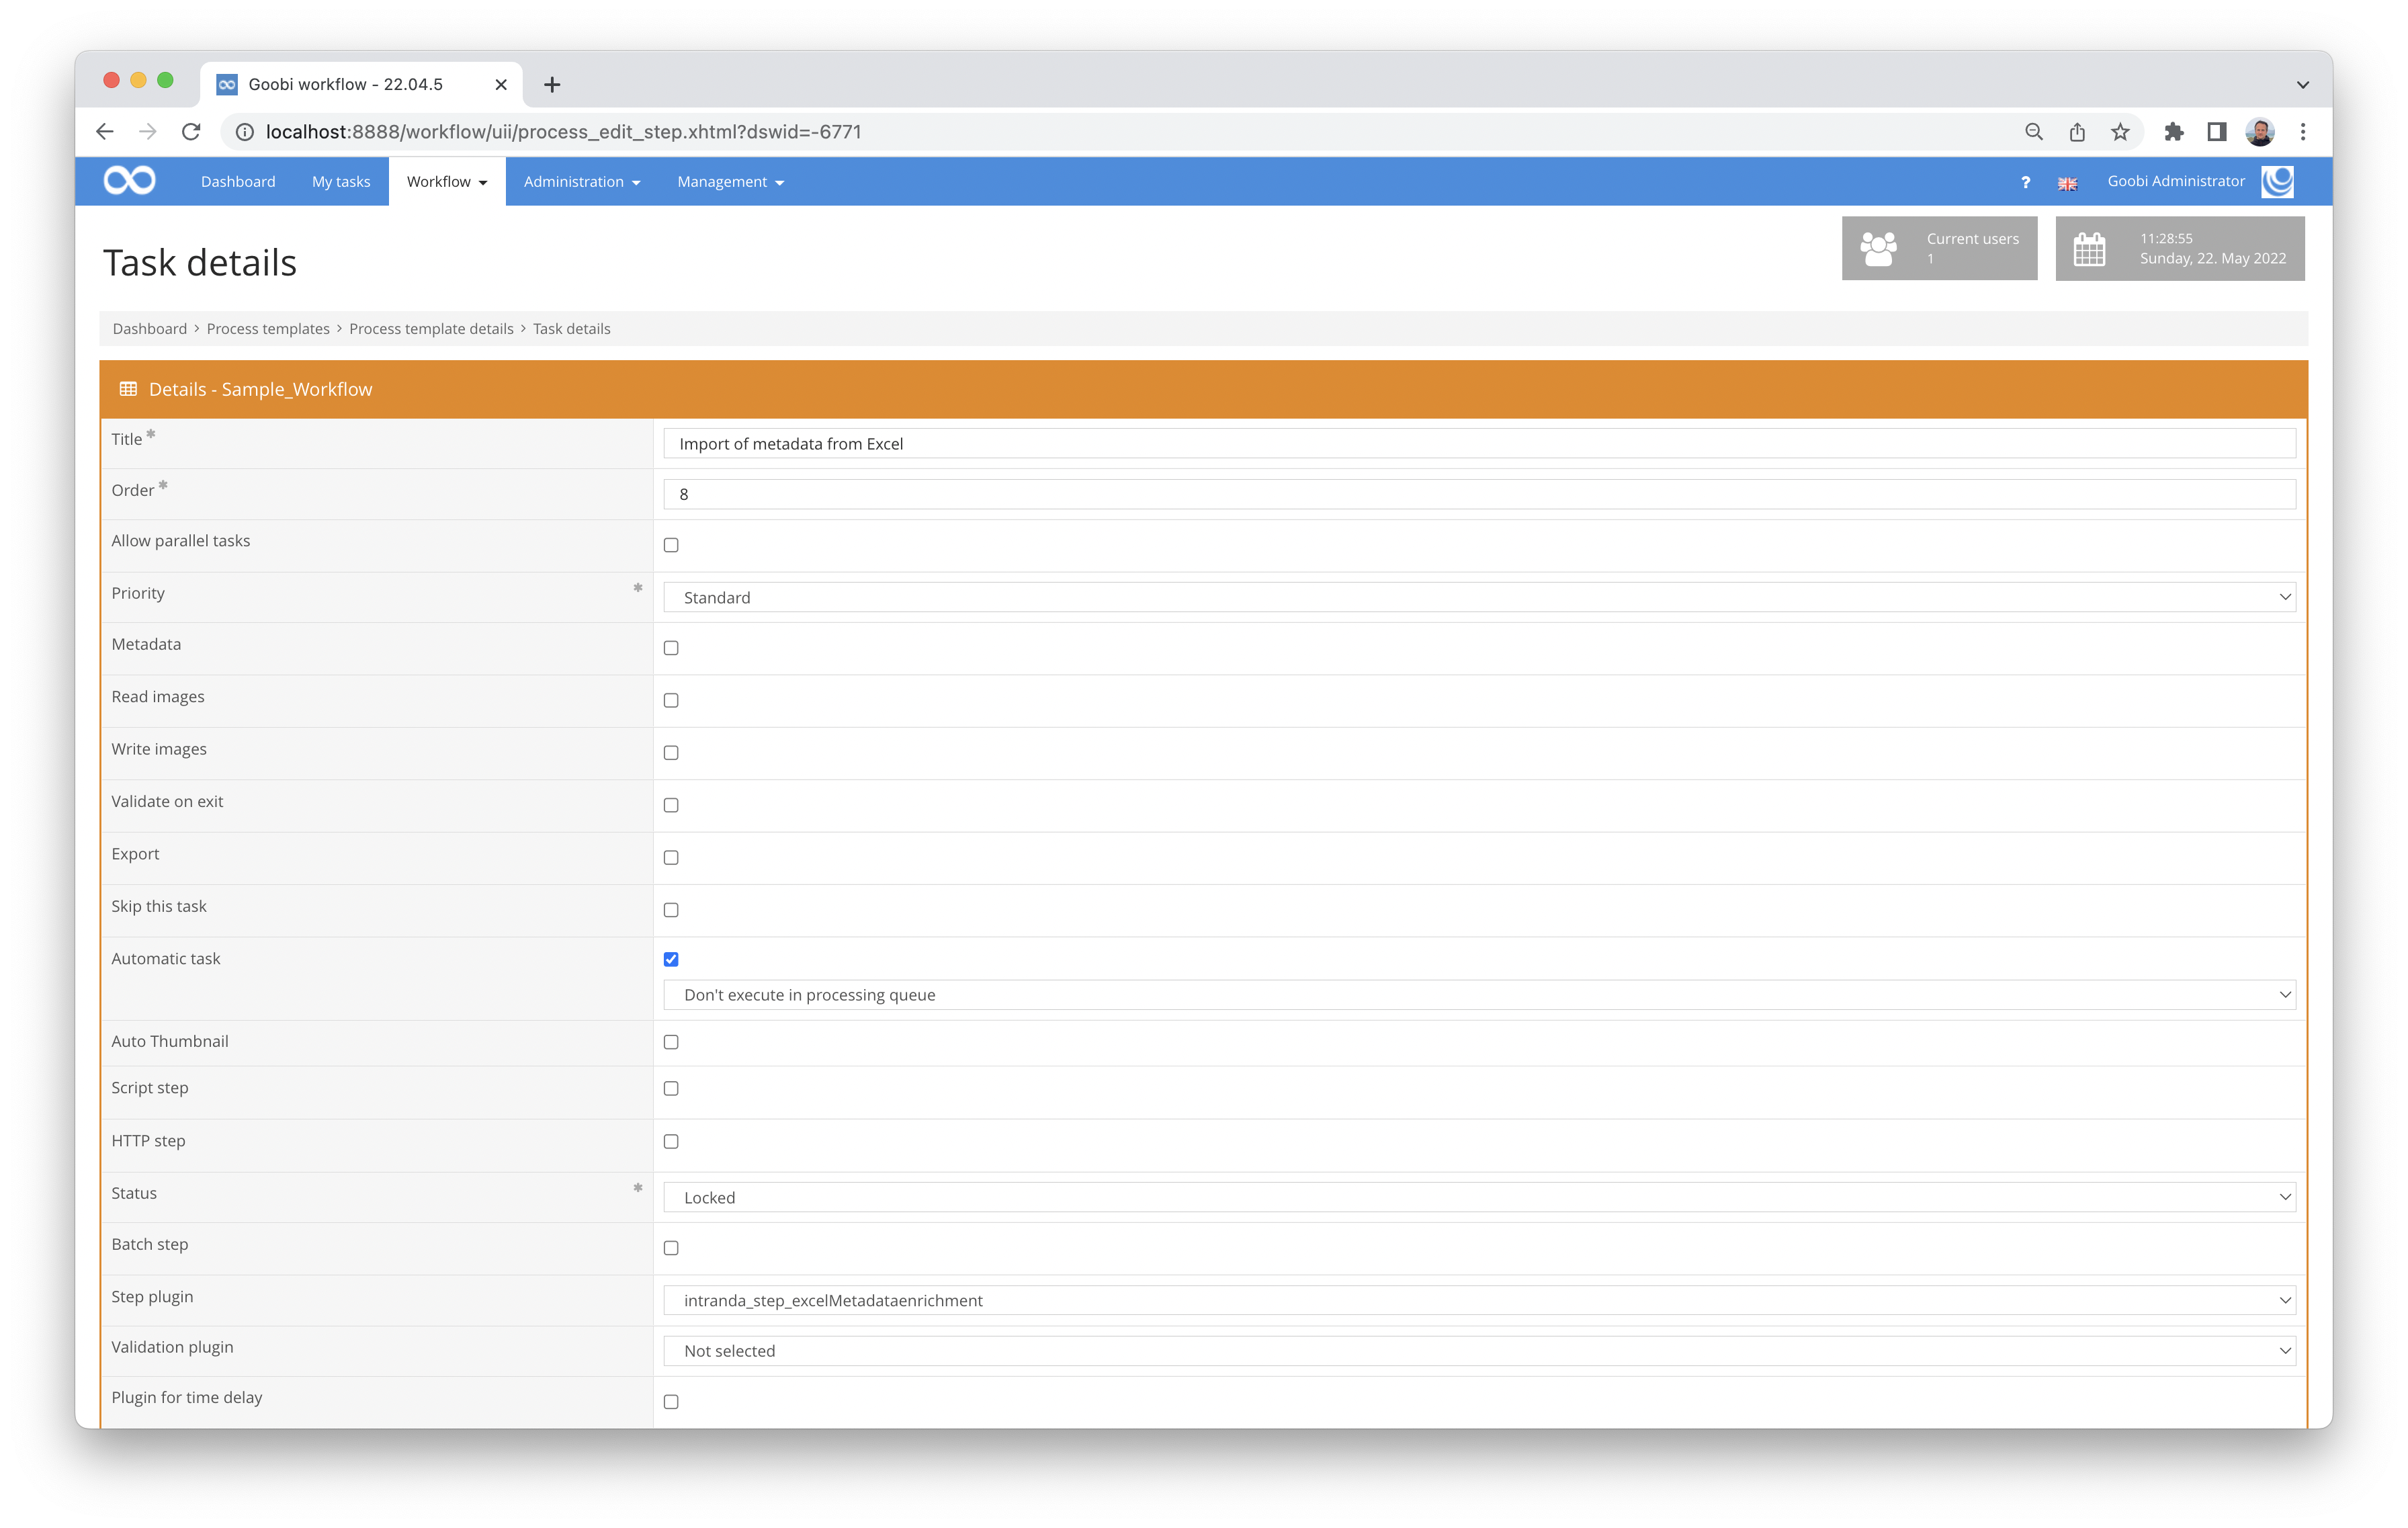 Goobi workflow - 22.04.5
localhost:8888/workflow/uii/process_edit_step.xhtml?dswid=-6771
Dashboard My tasks Workflow Administration Management ? Goobi Administrator
Task details
Current users
1
11:28:55
Sunday, 22. May 2022
Dashboard > Process templates > Process template details > Task details
Details - Sample_Workflow
Title * Import of metadata from Excel
Order * 8
Allow parallel tasks
Priority * Standard
Metadata
Read images
Write images
Validate on exit
Export
Skip this task
Automatic task
Don't execute in processing queue
Auto Thumbnail
Script step
HTTP step
Status * Locked
Batch step
Step plugin intranda_step_excelMetadataenrichment
Validation plugin Not selected
Plugin for time delay